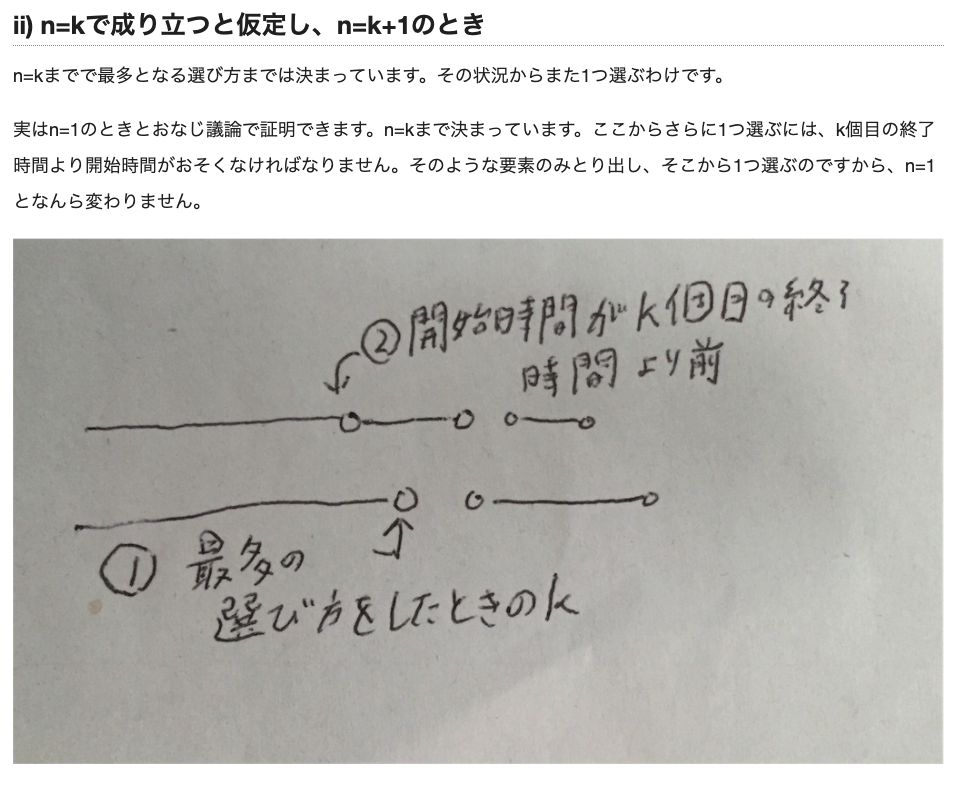 ii) n=kで成り立つと仮定し、n=k+1のとき
n=kまでで最多となる選び方までは決まっています。その状況からまた1つ選ぶわけです。
実はn=1のときとおなじ議論で証明できます。n=kまで決まっています。ここからさらに1つ選ぶには、k個目の終了
時間より開始時間がおそくなければなりません。そのような要素のみとり出し、そこから1つ選ぶのですから、n=1
となんら変わりません。
②開始時間がk個目の終了
時間より前
① 最多の
選び方をしたときのk